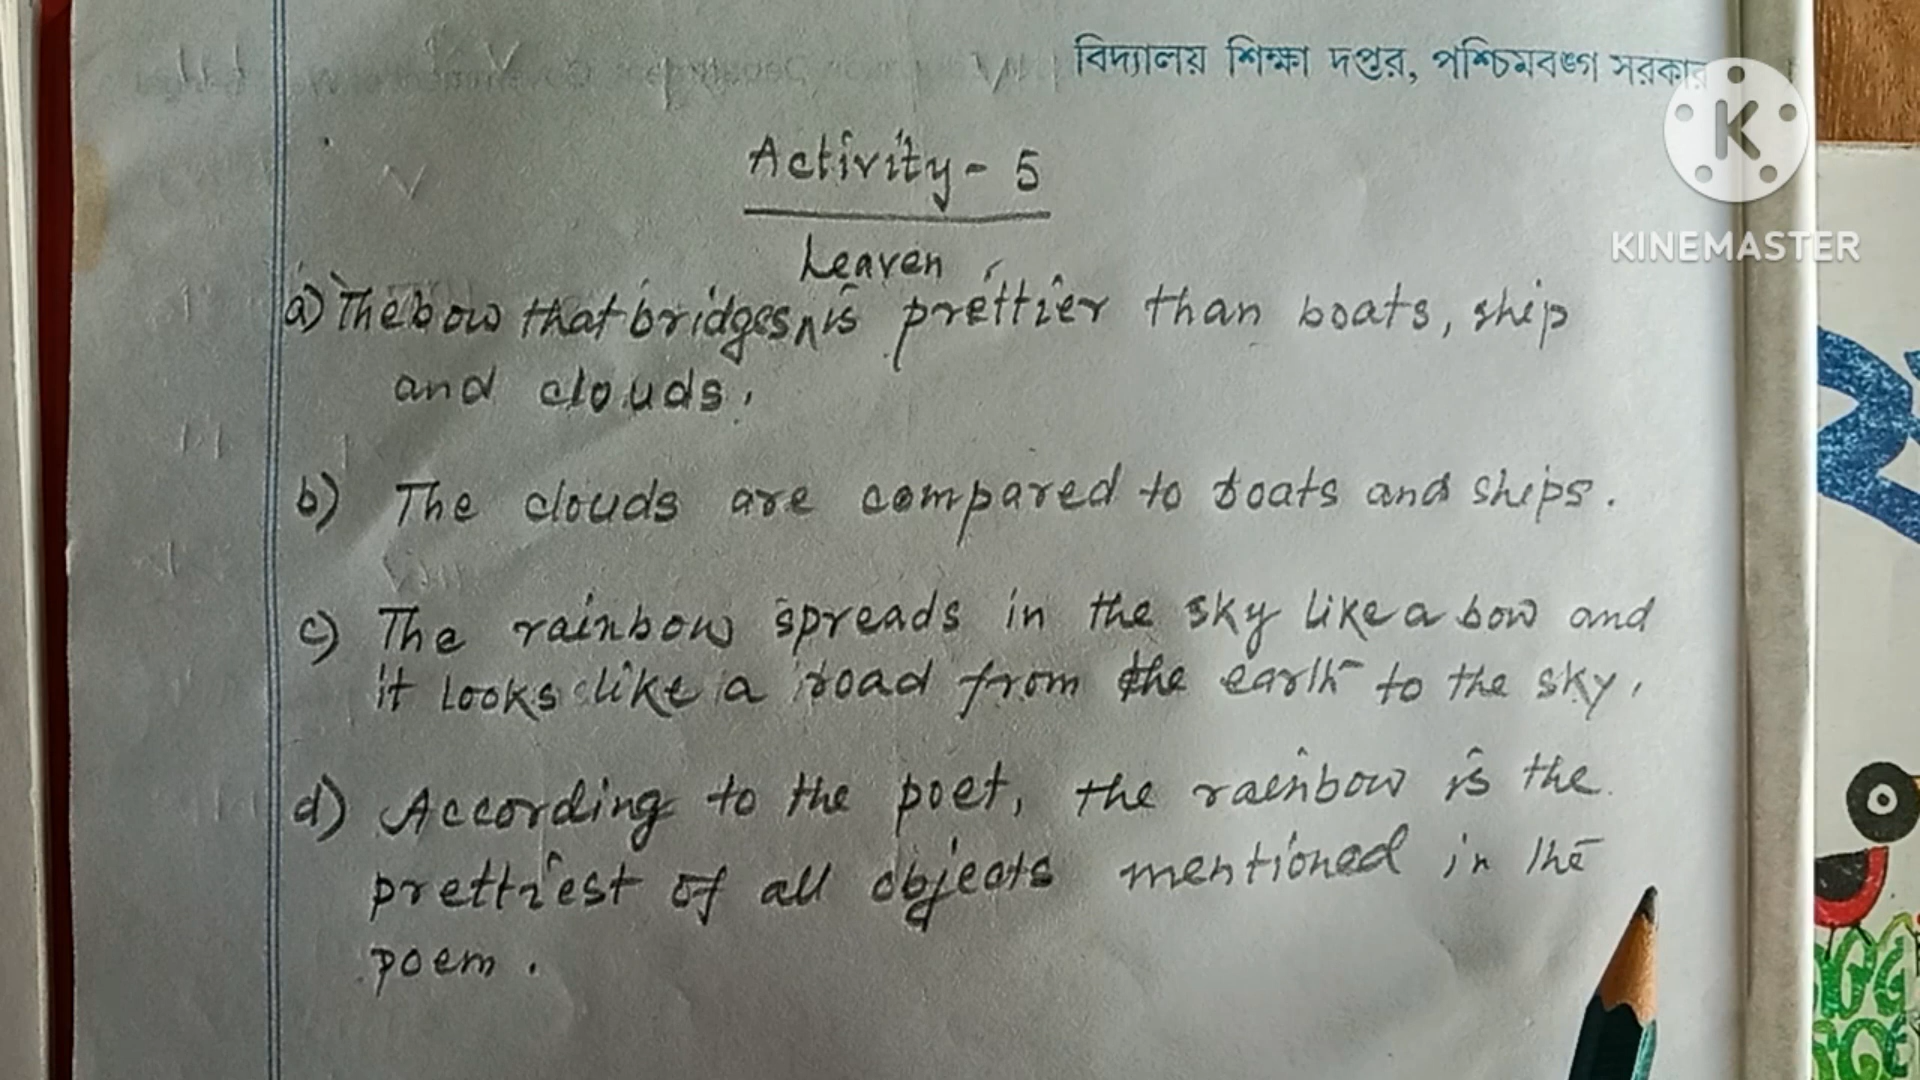 বিদ্যালয় শিক্ষা দপ্তর, পশ্চিমবঙ্গ সরকার
K
KINEMASTER
Activity - 5
heaven
a) The bow that bridges ∧ is prettier than boats, ship
and clouds.
b) The clouds are compared to boats and ships.
c) The rainbow spreads in the sky like a bow and
it looks like a road from the earth to the sky.
d) According to the poet, the rainbow is the
prettiest of all objects mentioned in the
poem.